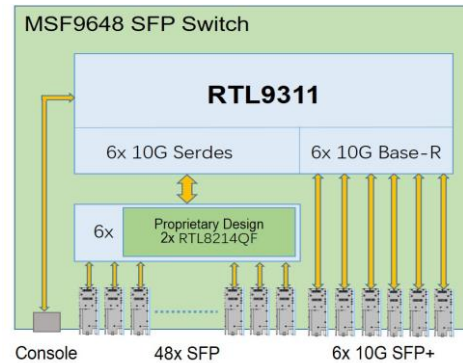 MSF9648 SFP Switch
RTL9311
6x 10G Serdes
6x 10G Base-R
6x
Proprietary Design
2x RTL8214QF
Console
48x SFP
6x 10G SFP+